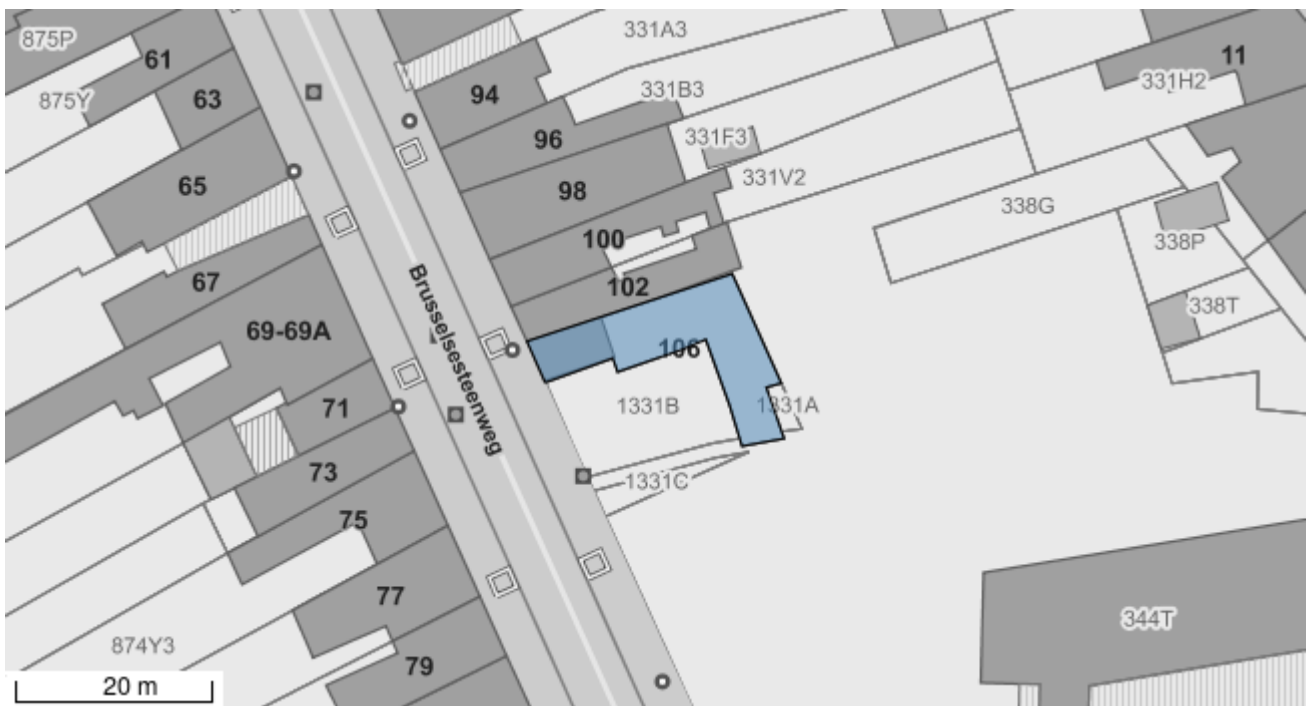 875P
61
331A3
11
331H2
94
331B3
875Y
63
96
331F3
65
98
331V2
338G
100
338P
67
102
338T
69-69A
Brusselsesteenweg
106
71
1331B
1331A
73
1331C
75
77
344T
874Y3
79
20 m